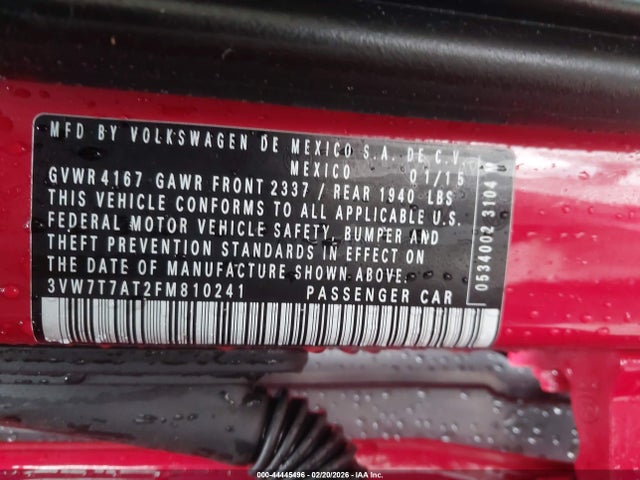 MFD BY VOLKSWAGEN DE MEXICO S.A. DE C.V.
MEXICO 01/15
GVWR 4167 GAWR FRONT 2337 / REAR 1940 LBS
THIS VEHICLE CONFORMS TO ALL APPLICABLE U.S.
FEDERAL MOTOR VEHICLE SAFETY, BUMPER AND
THEFT PREVENTION STANDARDS IN EFFECT ON
THE DATE OF MANUFACTURE SHOWN ABOVE.
3VW7T7AT2FM810241 PASSENGER CAR
0534002 3104
000-44445496 - 02/20/2026 - IAA Inc.